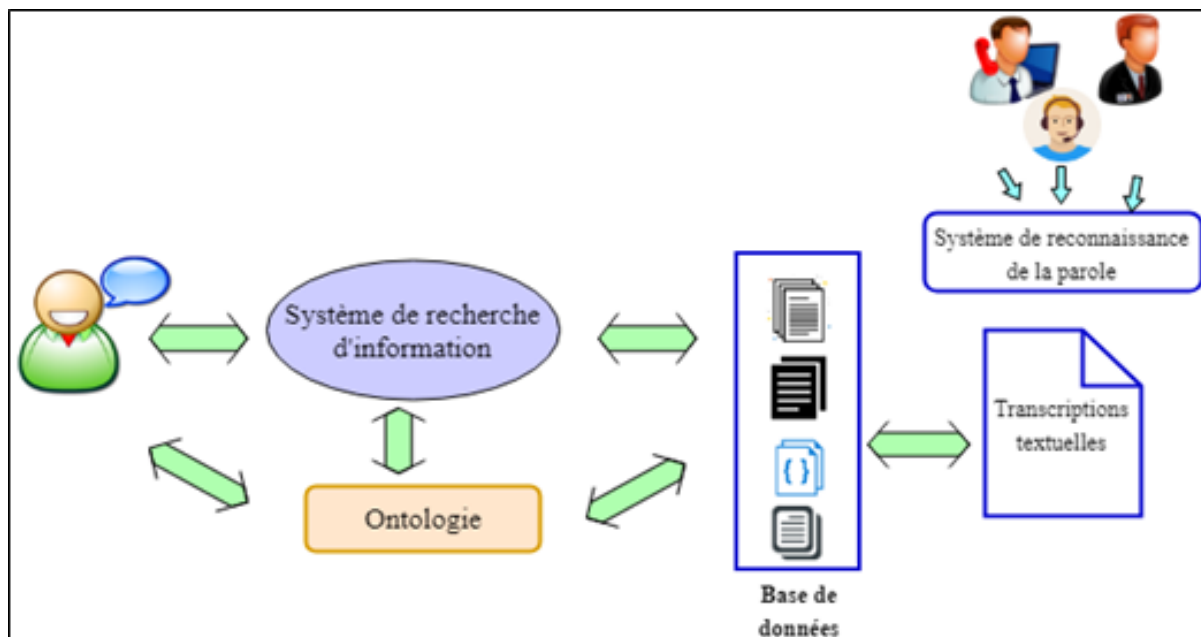 Système de reconnaissance
de la parole
Système de recherche
d'information
Transcriptions
textuelles
Ontologie
Base de
données